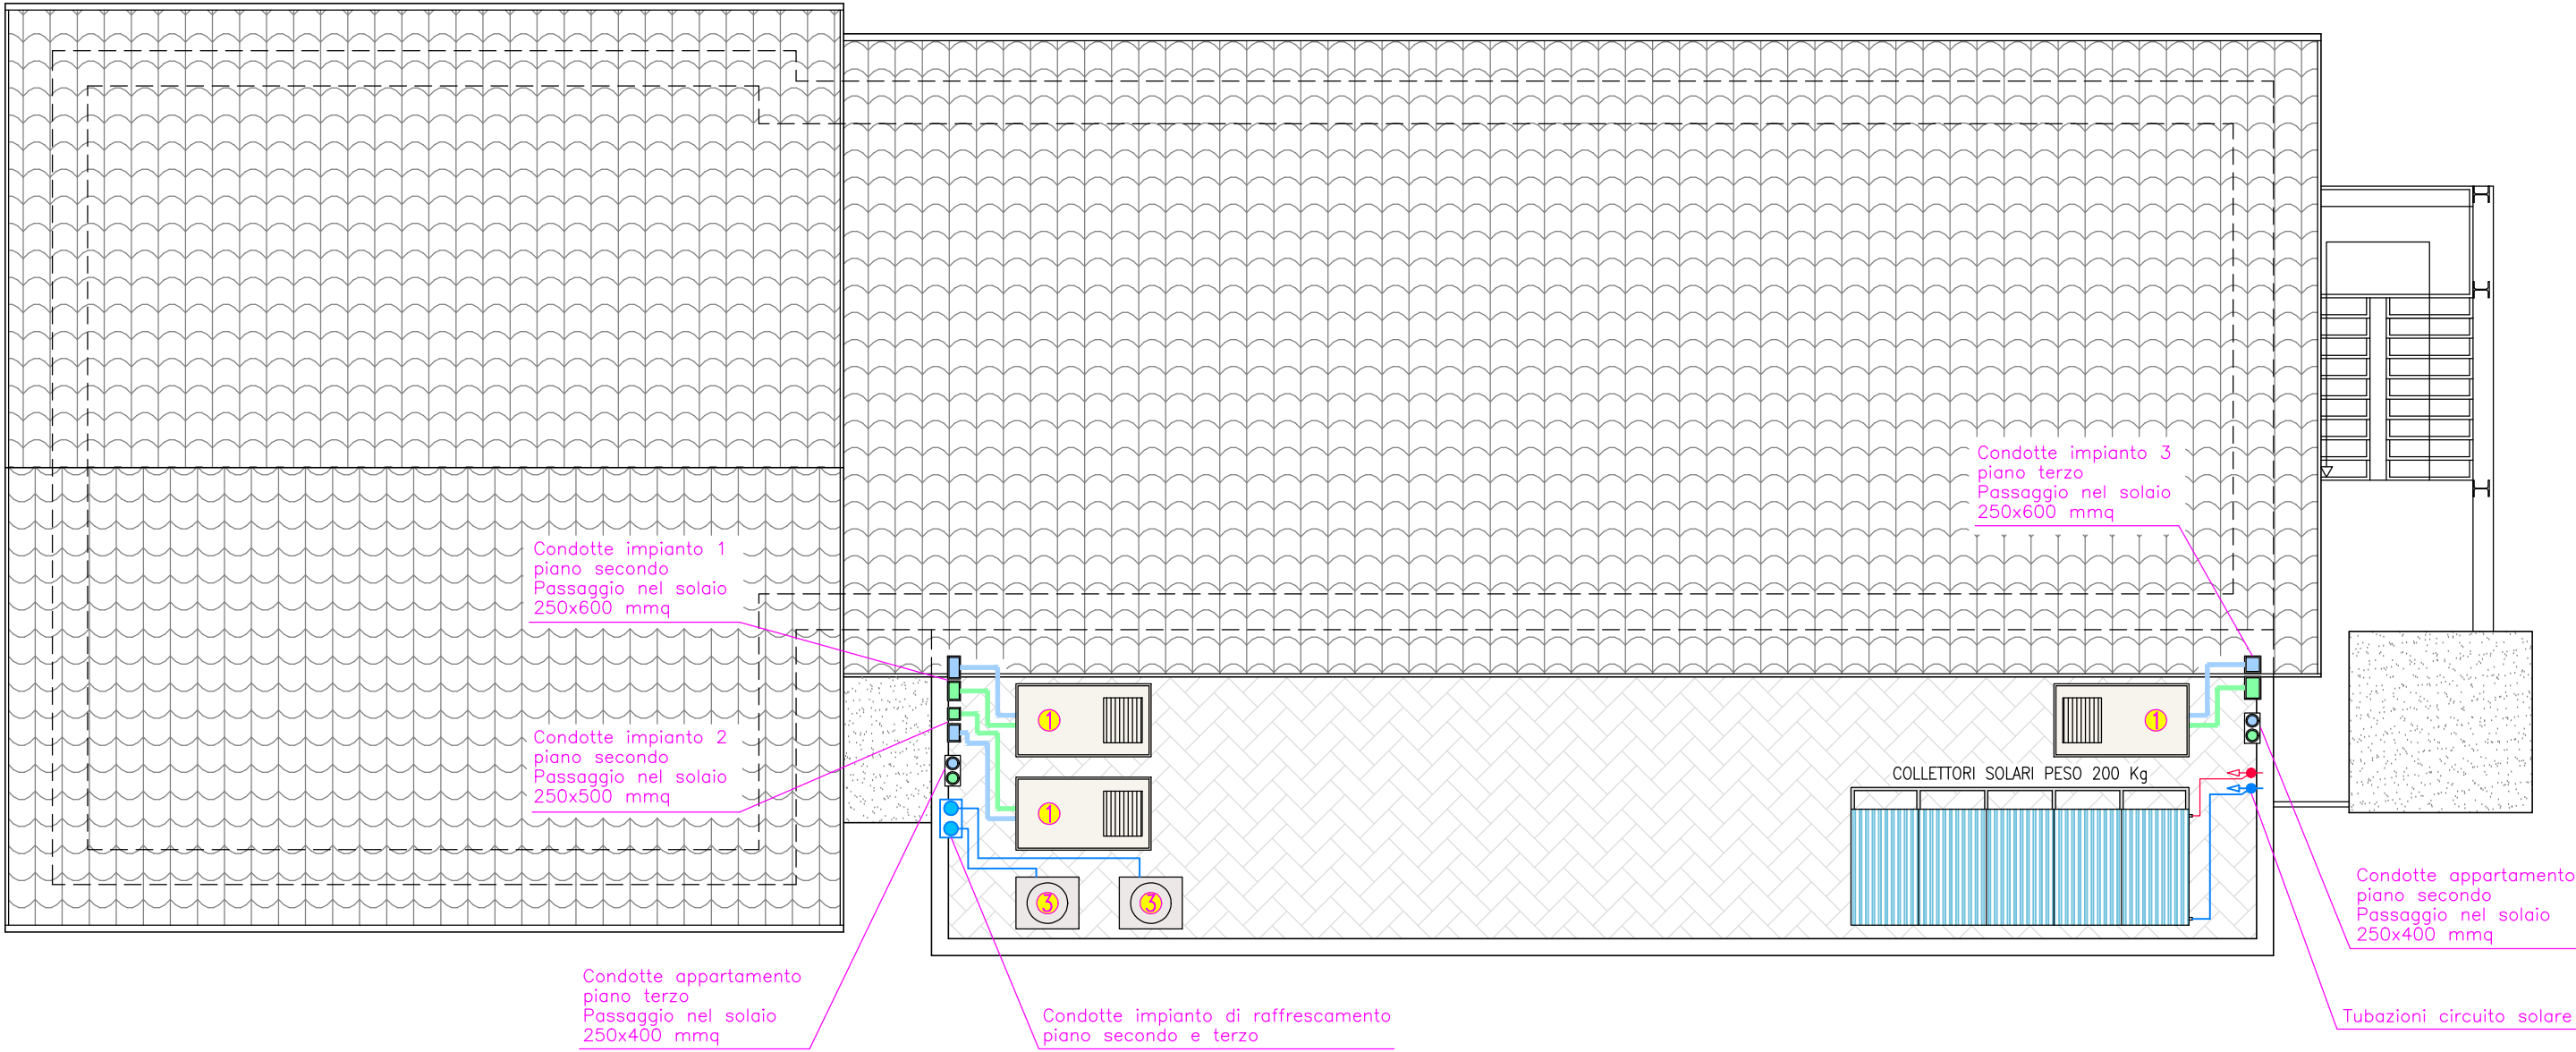 Condotte impianto 3
piano terzo
Passaggio nel solaio
250x600 mmq
Condotte impianto 1
piano secondo
Passaggio nel solaio
250x600 mmq
Condotte impianto 2
piano secondo
Passaggio nel solaio
250x500 mmq
1
1
1
COLLETTORI SOLARI PESO 200 Kg
3
3
Condotte appartamento
piano secondo
Passaggio nel solaio
250x400 mmq
Condotte appartamento
piano terzo
Passaggio nel solaio
250x400 mmq
Condotte impianto di raffrescamento
piano secondo e terzo
Tubazioni circuito solare